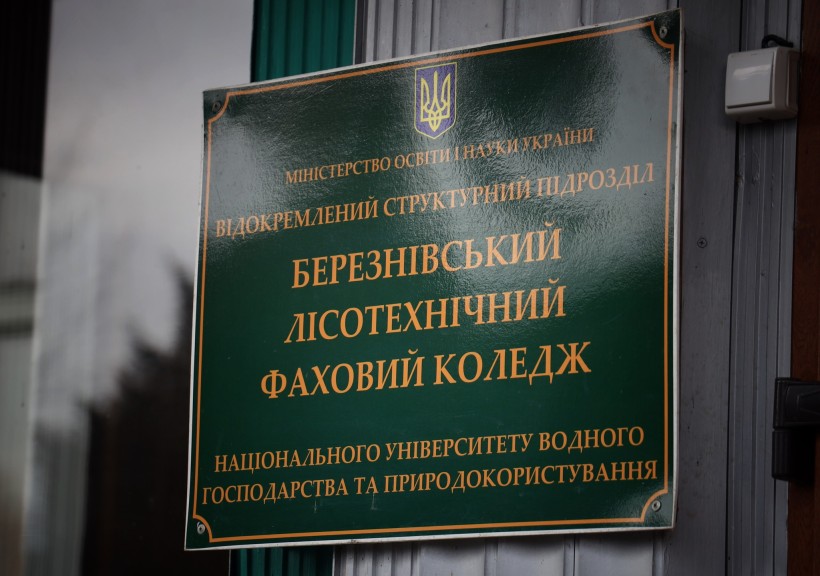 МІНІСТЕРСТВО ОСВІТИ І НАУКИ УКРАЇНИ
ВІДОКРЕМЛЕНИЙ СТРУКТУРНИЙ ПІДРОЗДІЛ
БЕРЕЗНІВСЬКИЙ
ЛІСОТЕХНІЧНИЙ
ФАХОВИЙ КОЛЕДЖ
НАЦІОНАЛЬНОГО УНІВЕРСИТЕТУ ВОДНОГО
ГОСПОДАРСТВА ТА ПРИРОДОКОРИСТУВАННЯ